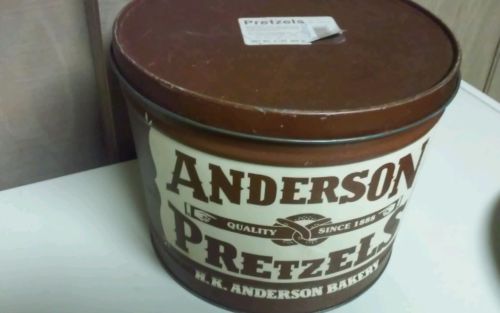 Pretzels
ANDERSON
QUALITY SINCE 1888
PRETZELS
H.K. ANDERSON BAKERY